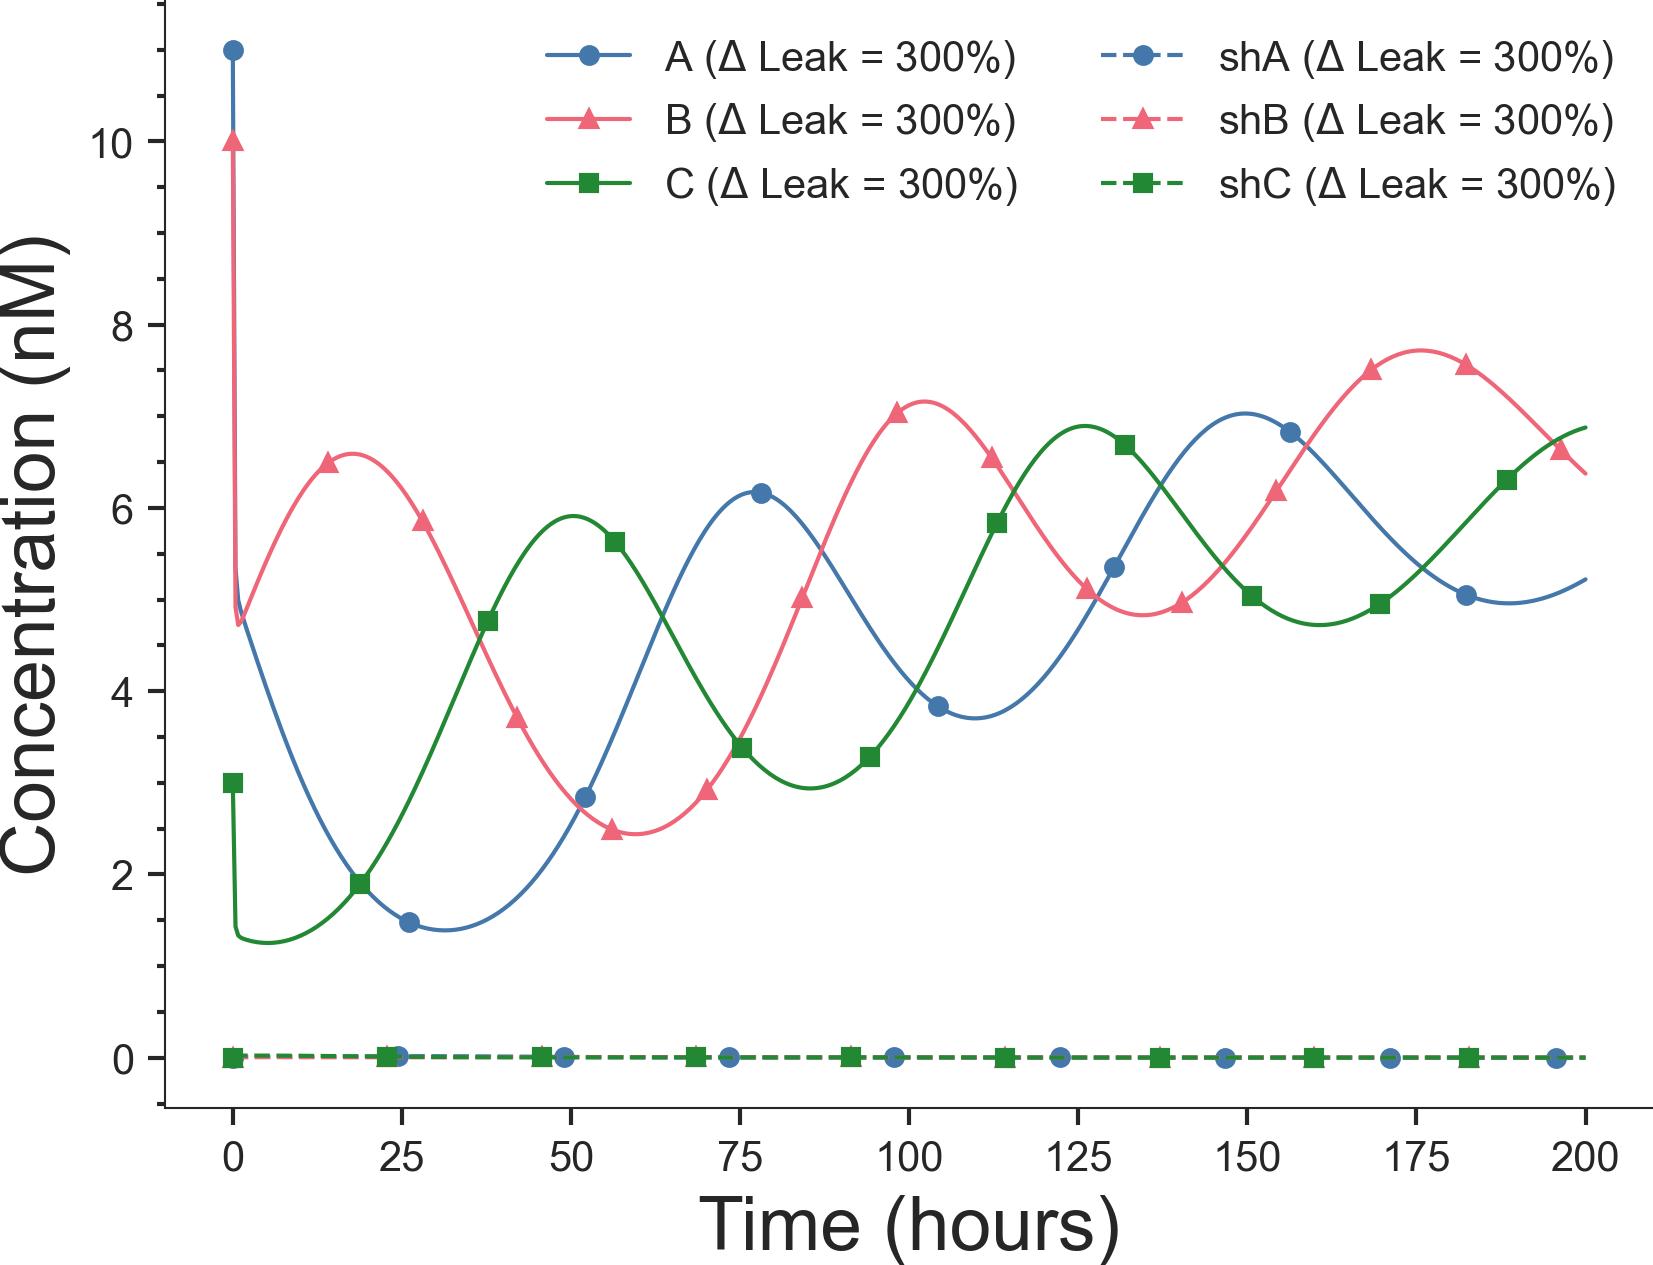 A (Δ Leak = 300%)
B (Δ Leak = 300%)
C (Δ Leak = 300%)
shA (Δ Leak = 300%)
shB (Δ Leak = 300%)
shC (Δ Leak = 300%)
Concentration (nM)
10
8
6
4
2
0
0 25 50 75 100 125 150 175 200
Time (hours)